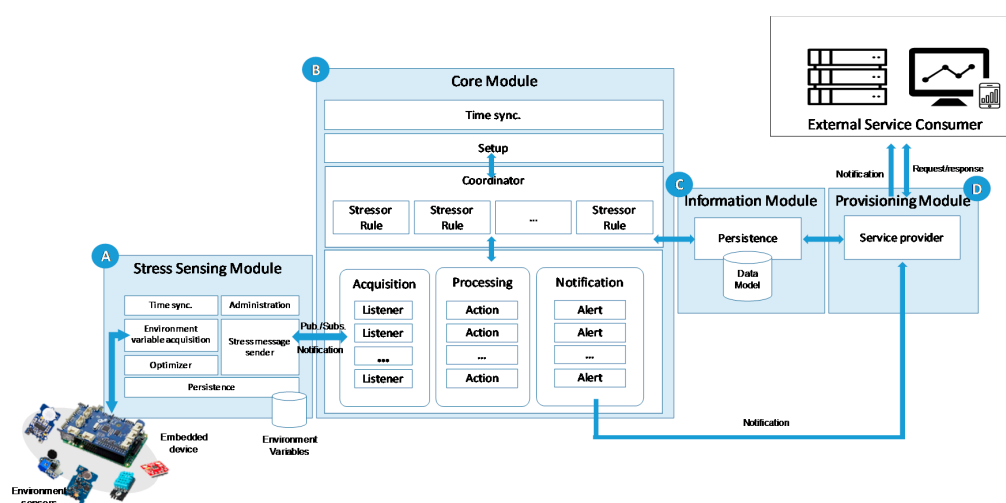 External Service Consumer
Notification
Request/response
B
Core Module
Time sync.
Setup
Coordinator
Stressor
Rule
Stressor
Rule
...
Stressor
Rule
Acquisition
Listener
Listener
...
Listener
Processing
Action
Action
...
Action
Notification
Alert
Alert
...
Alert
C
Information Module
Persistence
Data
Model
D
Provisioning Module
Service provider
A
Stress Sensing Module
Time sync.
Administration
Environment
variable acquisition
Stress message
sender
Optimizer
Persistence
Pub./Subs.
Notification
Environment
Variables
Embedded
device
Environment
sensors
Notification